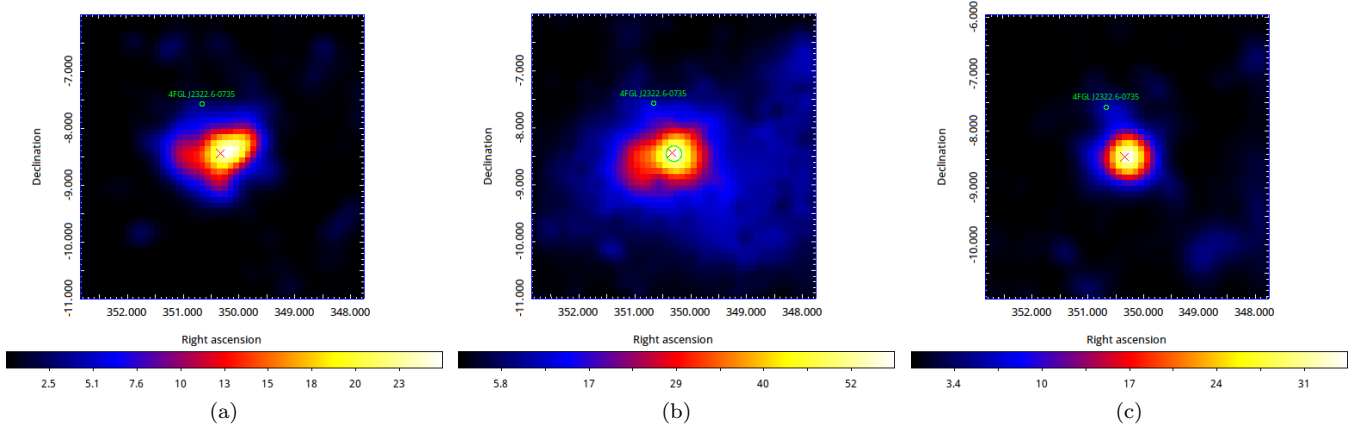 -7.000
-8.000
-9.000
-10.000
-11.000
Declination
4FGL J2322.6-0735
352.000 350.000 349.000 348.000
Right ascension
2.5 5.1 7.6 10 13 15 18 20 23
(a)
-7.000
-8.000
-9.000
-10.000
-11.000
Declination
4FGL J2322.6-0735
352.000 351.000 350.000 349.000 348.000
Right ascension
5.8 17 29 40 52
(b)
-6.000
-7.000
-8.000
-9.000
-10.000
Declination
4FGL J2322.6-0735
352.000 351.000 350.000 349.000 348.000
Right ascension
3.4 10 17 24 31
(c)